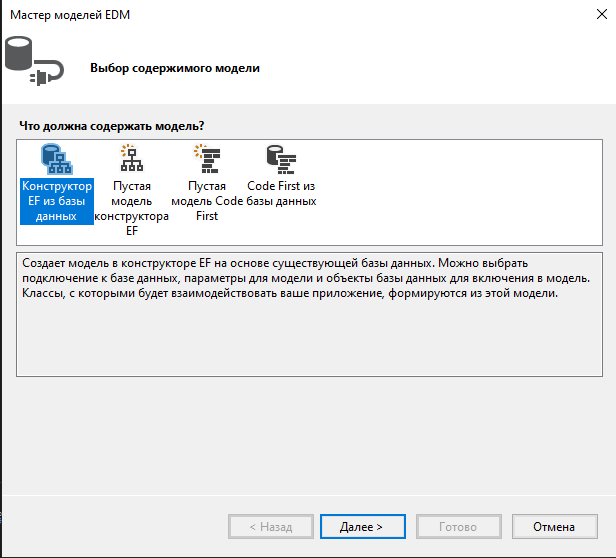 Мастер моделей EDM
Выбор содержимого модели
Что должна содержать модель?
Конструктор
EF из базы
данных
Пустая
модель
конструктора
EF
Пустая
модель Code
First
Code First из
базы данных
Создает модель в конструкторе EF на основе существующей базы данных. Можно выбрать
подключение к базе данных, параметры для модели и объекты базы данных для включения в модель.
Классы, с которыми будет взаимодействовать ваше приложение, формируются из этой модели.
< Назад
Далее >
Готово
Отмена